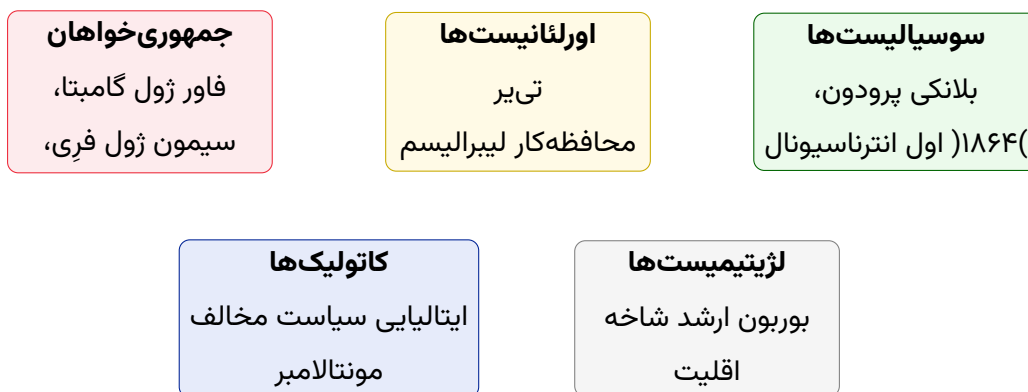 سوسیالیست‌ها
بلانکی پرودون،
)۱۸۶۴( اول انترناسیونال
اورلئانیست‌ها
تی‌یر
محافظه‌کار لیبرالیسم
جمهوری‌خواهان
فاور ژول گامبتا،
سیمون ژول فرِی،
لژیتیمیست‌ها
بوربون ارشد شاخه
اقلیت
کاتولیک‌ها
ایتالیایی سیاست مخالف
مونتالامبر